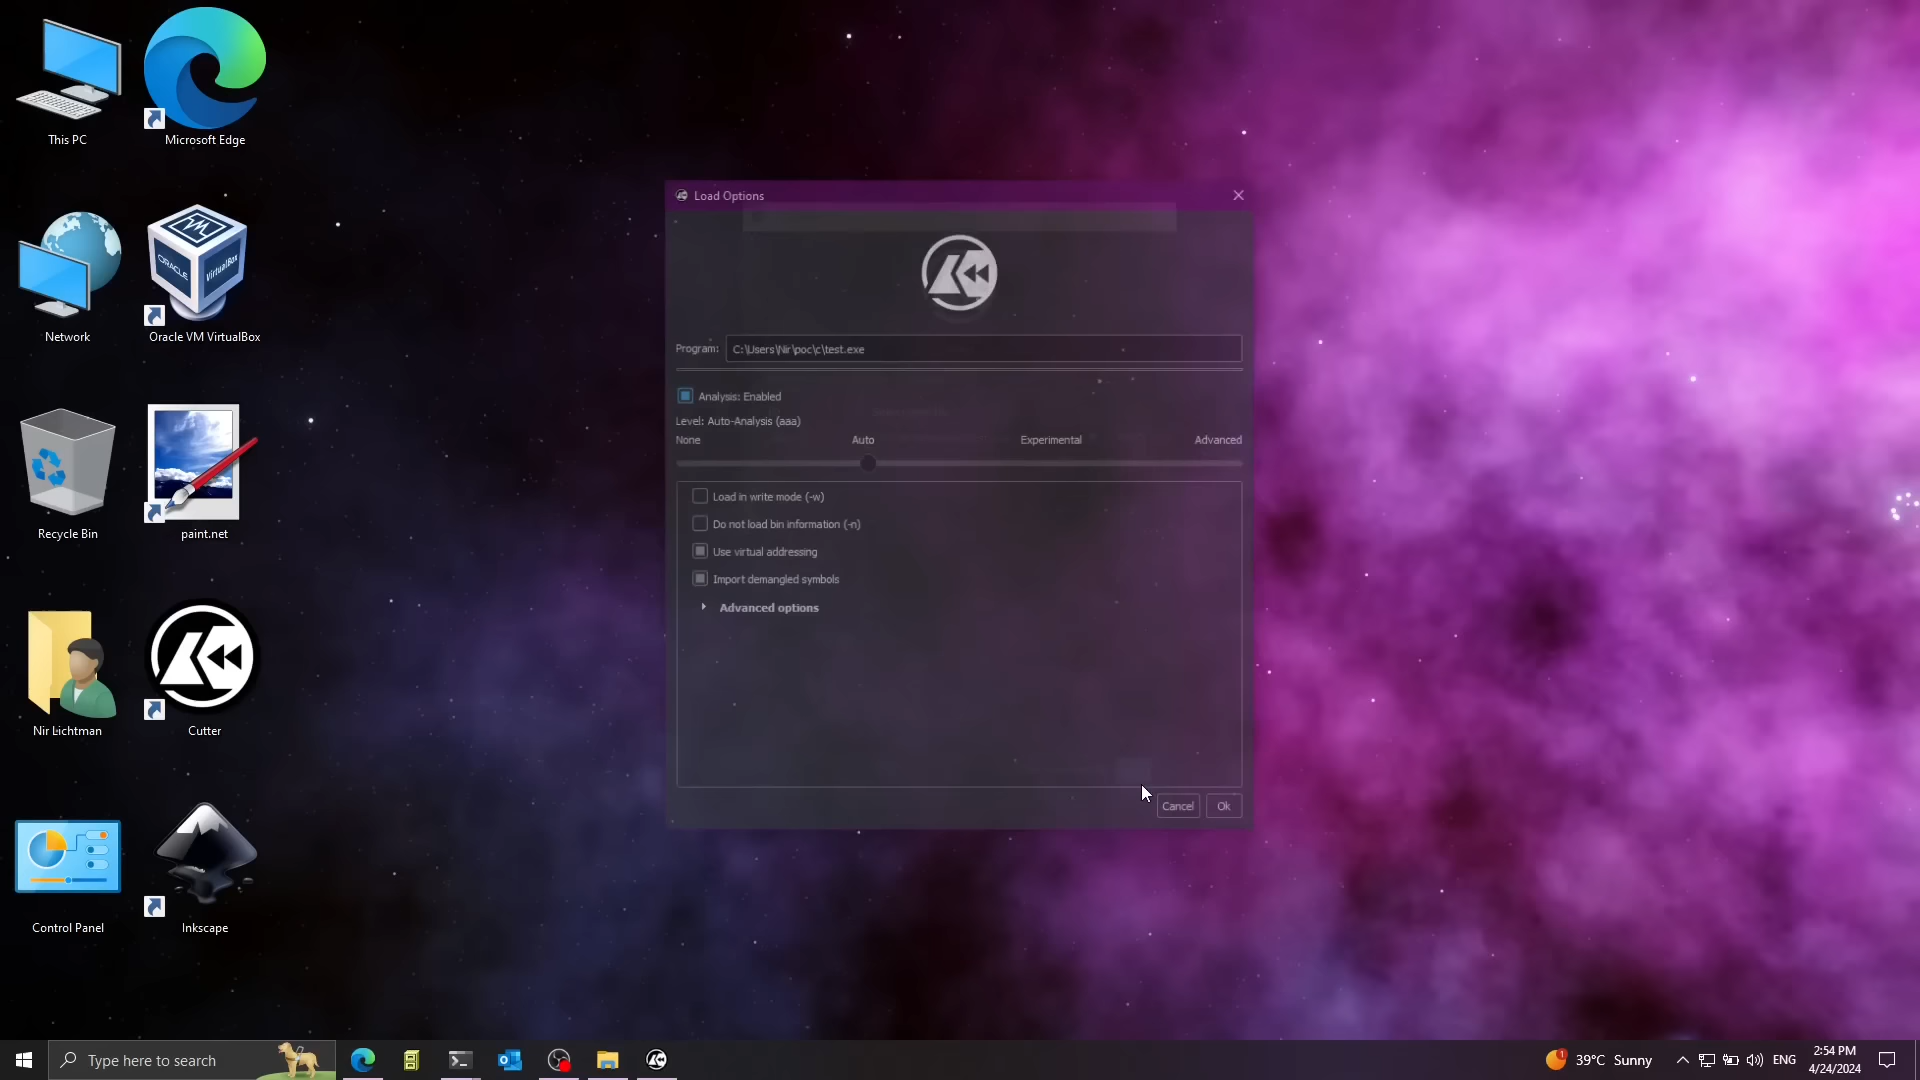 This PC
Microsoft Edge
Network
Oracle VM VirtualBox
ORACLE
VirtualBox
Recycle Bin
paint.net
Nir Lichtman
Cutter
Control Panel
Inkscape
Load Options
Program: C:\Users\Nir\poc\c\test.exe
Analysis: Enabled
Level: Auto-Analysis (aaa)
None Auto Experimental Advanced
Load in write mode (-w)
Do not load bin information (-n)
Use virtual addressing
Import demangled symbols
Advanced options
Cancel Ok
Type here to search
1 39°C Sunny
ENG
2:54 PM
4/24/2024